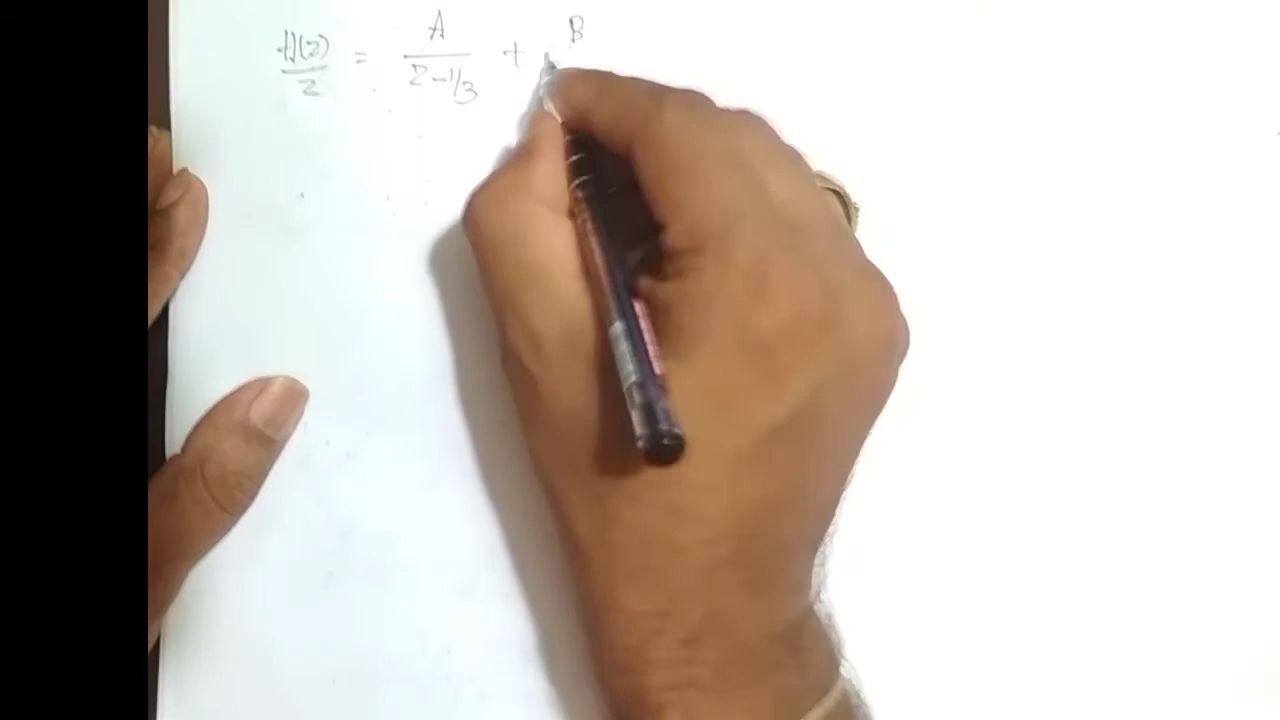 H(z)/z = A/(z-1/3) + B